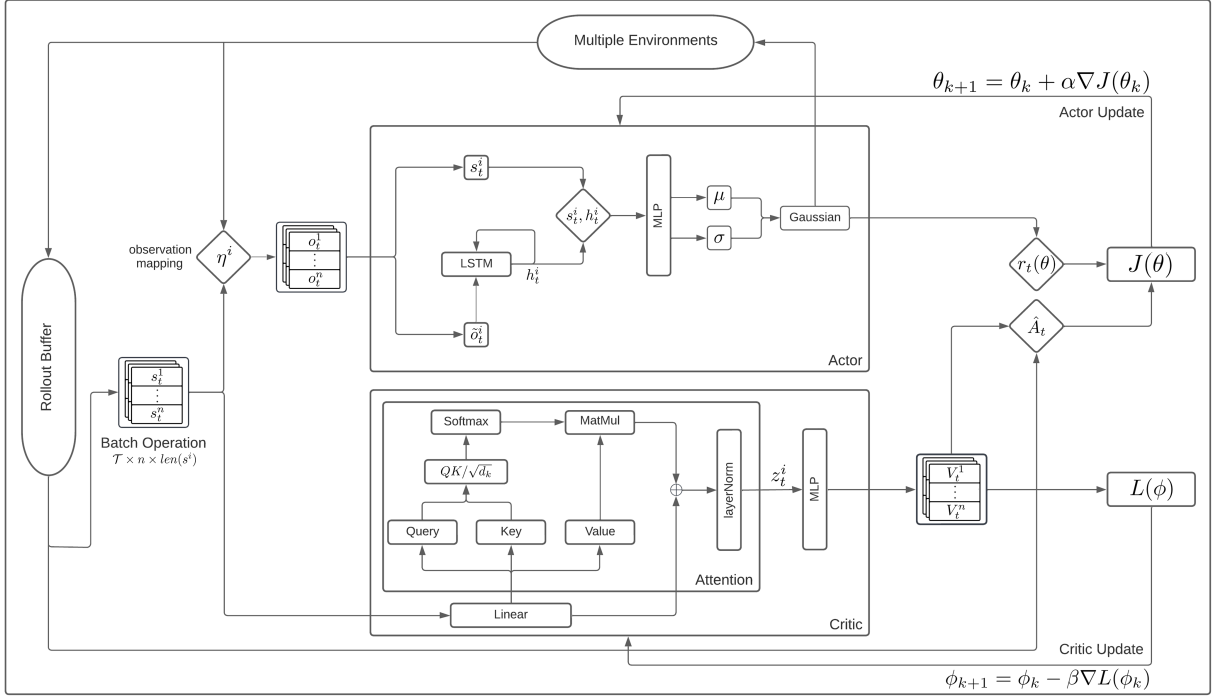 Multiple Environments
θ_{k+1} = θ_k + α∇J(θ_k)
Actor Update
s_t^i
s_t^i, h_t^i
MLP
μ
σ
Gaussian
observation
mapping
η^i
o_t^1
⋮
o_t^n
LSTM
h_t^i
õ_t^i
r_t(θ)
J(θ)
Â_t
Actor
Rollout Buffer
s_t^1
⋮
s_t^n
Batch Operation
𝒯 × n × len(s^i)
Softmax
MatMul
QK/√d_k
Query
Key
Value
layerNorm
z_t^i
MLP
V_t^1
⋮
V_t^n
L(ϕ)
Attention
Linear
Critic
Critic Update
ϕ_{k+1} = ϕ_k − β∇L(ϕ_k)